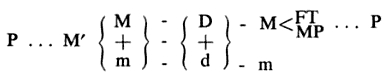 P ... M′ { M + m } - - { D + d } - M < FT MP ... P
- m